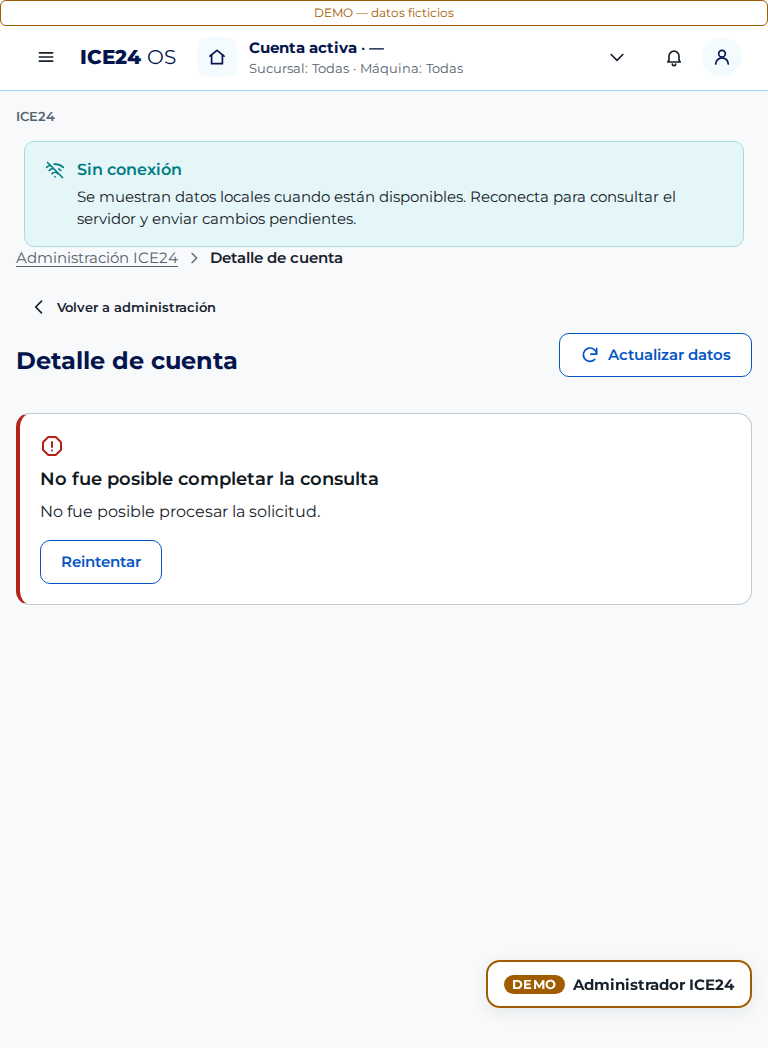 DEMO — datos ficticios
ICE24 OS
Cuenta activa · —
Sucursal: Todas · Máquina: Todas
ICE24
Sin conexión
Se muestran datos locales cuando están disponibles. Reconecta para consultar el
servidor y enviar cambios pendientes.
Administración ICE24 > Detalle de cuenta
Volver a administración
Detalle de cuenta
Actualizar datos
No fue posible completar la consulta
No fue posible procesar la solicitud.
Reintentar
DEMO Administrador ICE24